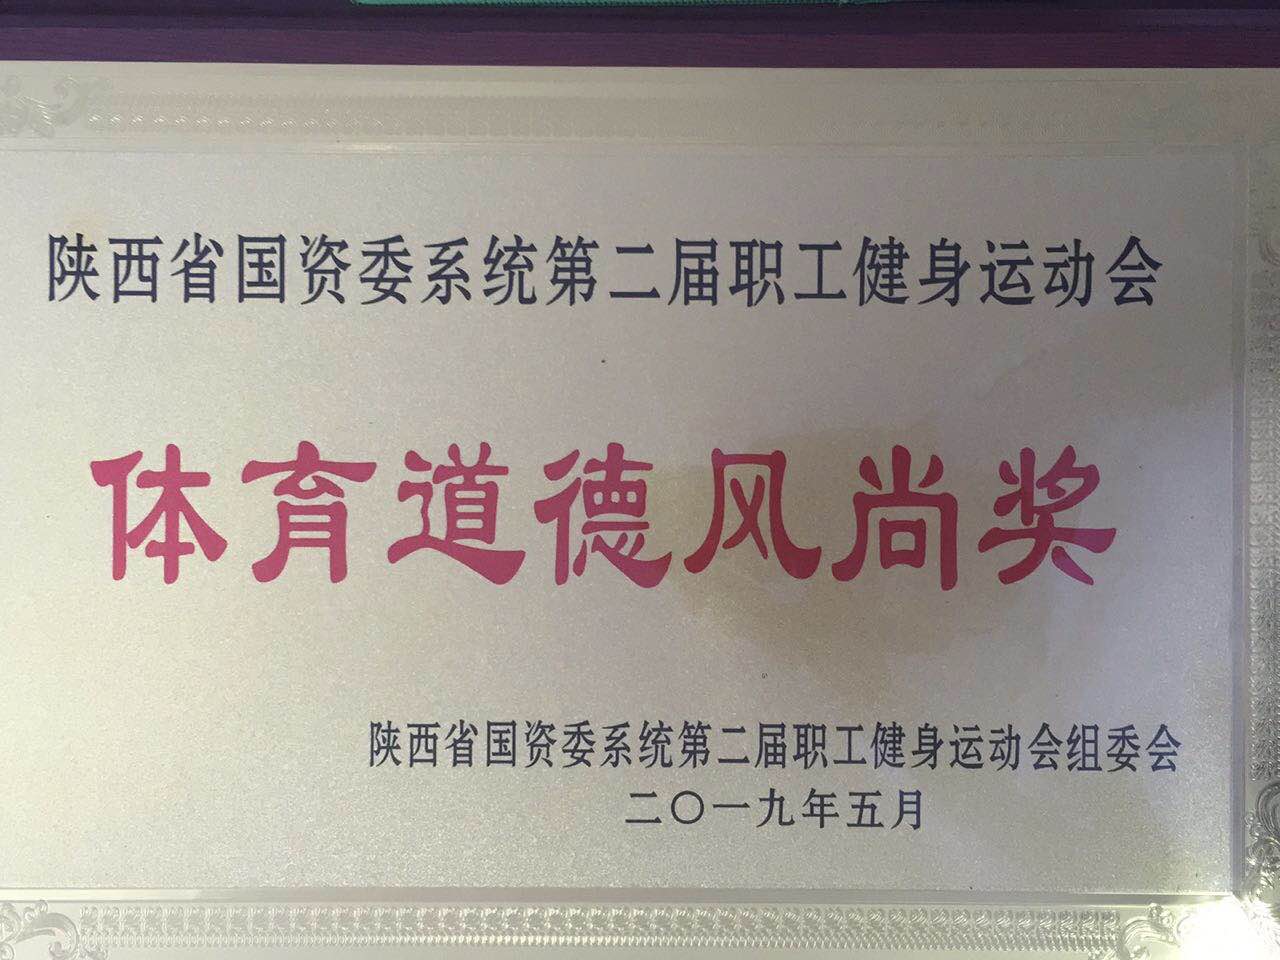 陕西省国资委系统第二届职工健身运动会
体育道德风尚奖
陕西省国资委系统第二届职工健身运动会组委会
二〇一九年五月